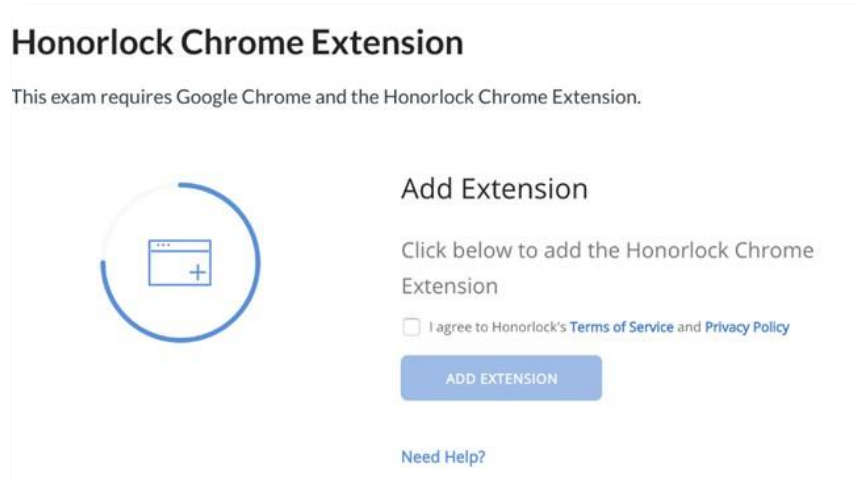 Honorlock Chrome Extension
This exam requires Google Chrome and the Honorlock Chrome Extension.
Add Extension
Click below to add the Honorlock Chrome
Extension
I agree to Honorlock's Terms of Service and Privacy Policy
ADD EXTENSION
Need Help?